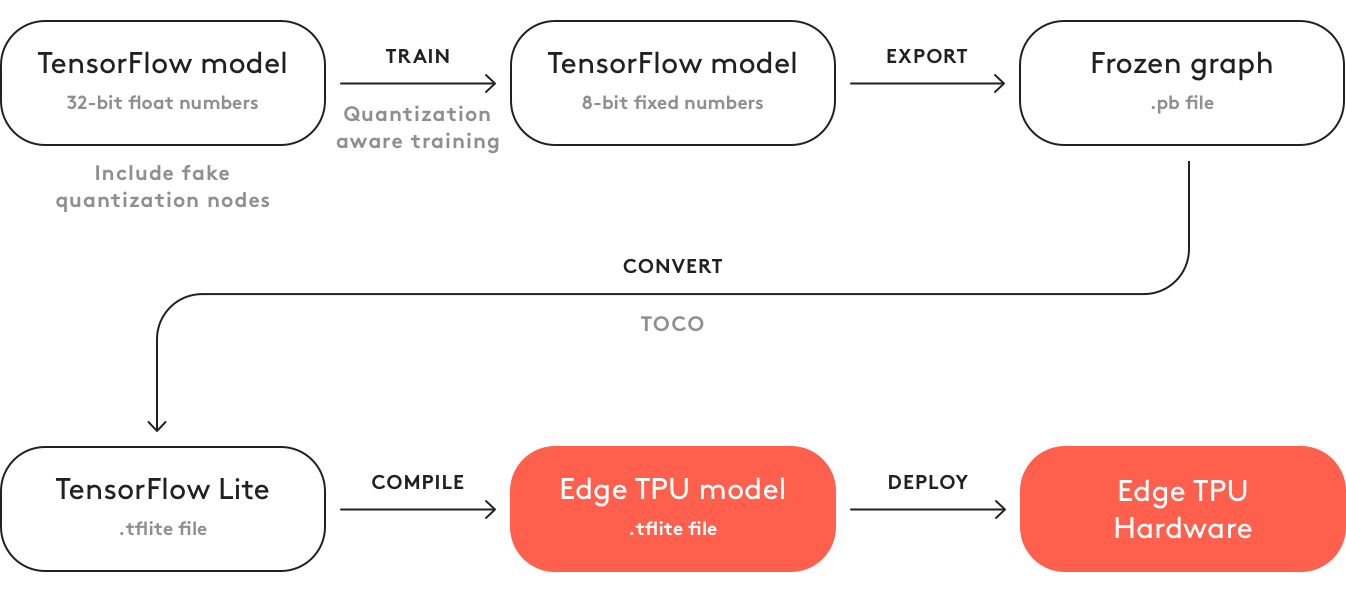 TensorFlow model
32-bit float numbers
Include fake
quantization nodes
TRAIN
Quantization
aware training
TensorFlow model
8-bit fixed numbers
EXPORT
Frozen graph
.pb file
CONVERT
TOCO
TensorFlow Lite
.tflite file
COMPILE
Edge TPU model
.tflite file
DEPLOY
Edge TPU
Hardware